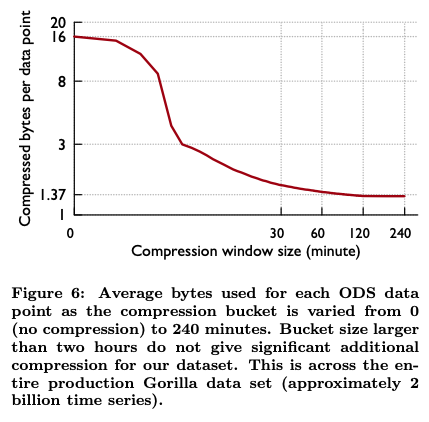 Compressed bytes per data point
20
16
8
3
1.37
1
0
30
60
120
240
Compression window size (minute)
Figure 6: Average bytes used for each ODS data
point as the compression bucket is varied from 0
(no compression) to 240 minutes. Bucket size larger
than two hours do not give significant additional
compression for our dataset. This is across the en-
tire production Gorilla data set (approximately 2
billion time series).